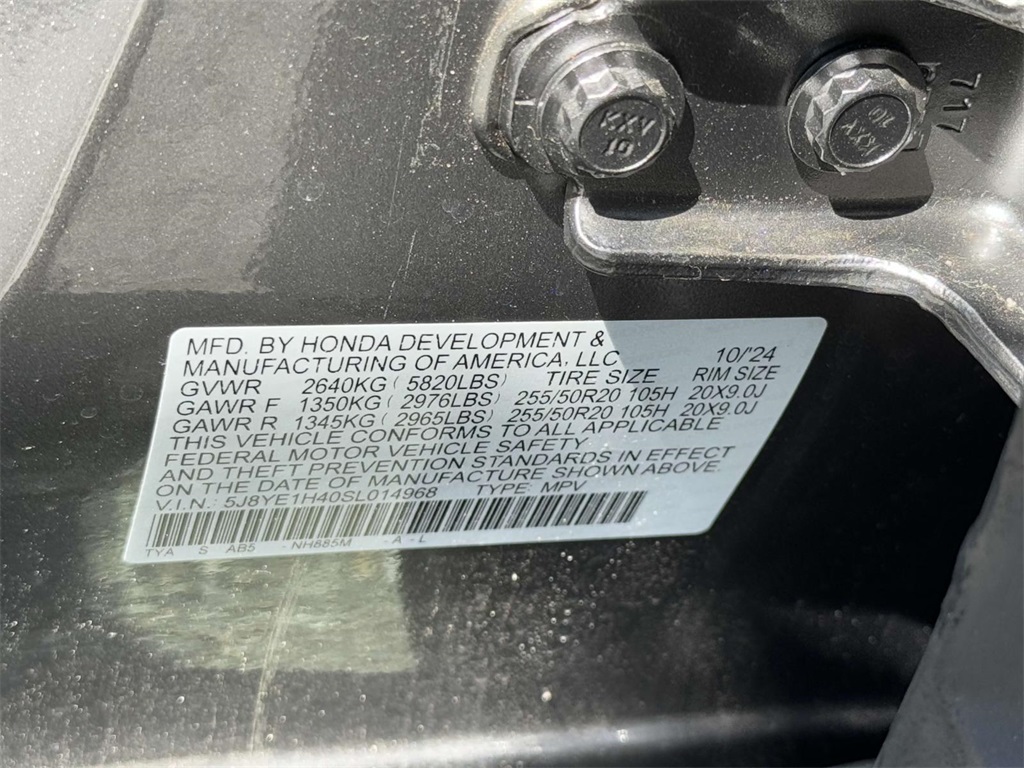 KXV
10
KXV
10
717
MFD. BY HONDA DEVELOPMENT &
MANUFACTURING OF AMERICA, LLC 10/'24
GVWR 2640KG ( 5820LBS) TIRE SIZE RIM SIZE
GAWR F 1350KG ( 2976LBS) 255/50R20 105H 20X9.0J
GAWR R 1345KG ( 2965LBS) 255/50R20 105H 20X9.0J
THIS VEHICLE CONFORMS TO ALL APPLICABLE
FEDERAL MOTOR VEHICLE SAFETY
AND THEFT PREVENTION STANDARDS IN EFFECT
ON THE DATE OF MANUFACTURE SHOWN ABOVE.
V.I.N.: 5J8YE1H40SL014968 TYPE: MPV
TYA S AB5 - NH885M - A - L